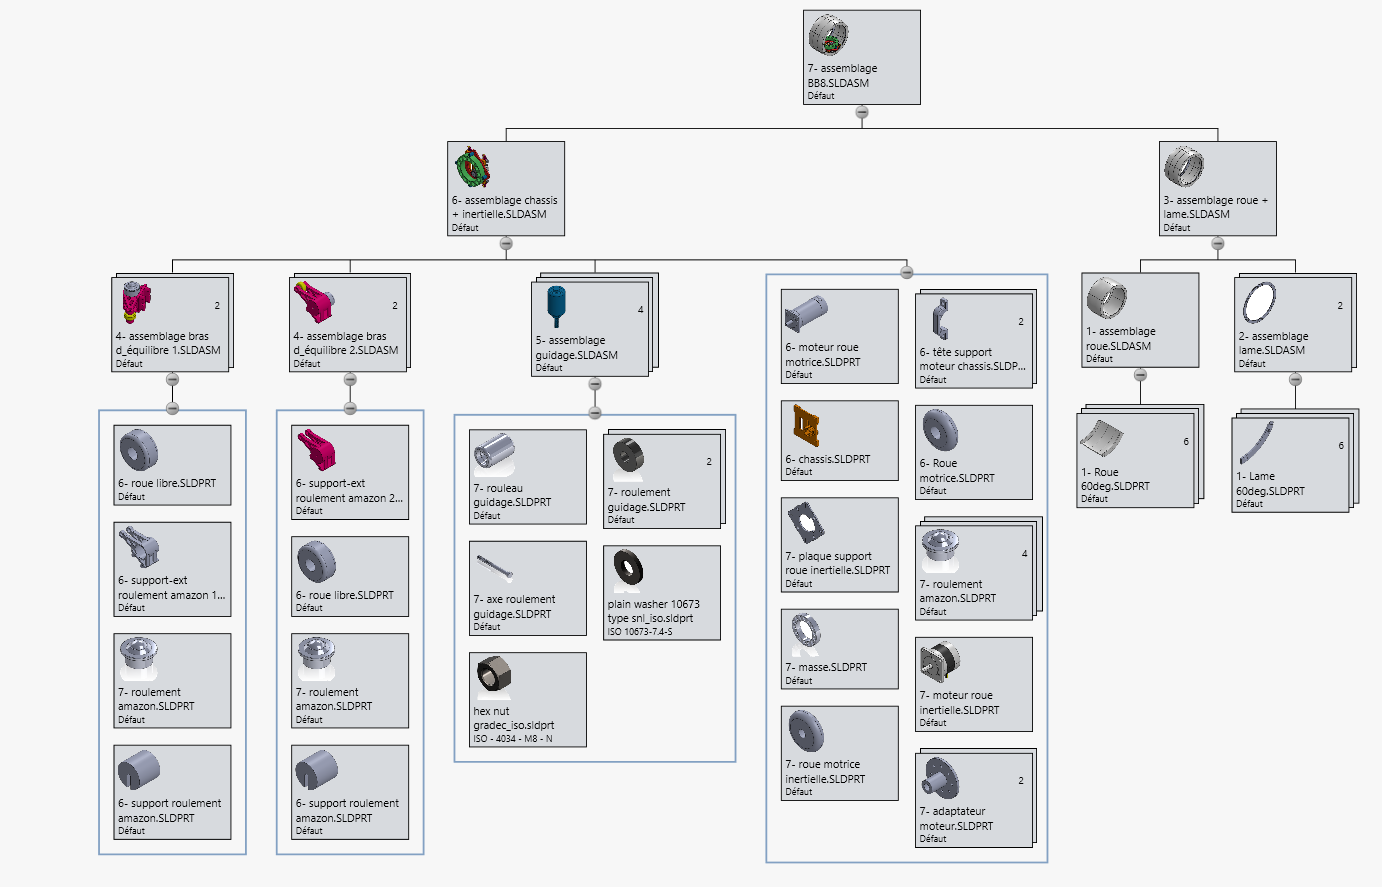 7- assemblage
BB8.SLDASM
Défaut
6- assemblage chassis
+ inertielle.SLDASM
Défaut
3- assemblage roue +
lame.SLDASM
Défaut
2
4- assemblage bras
d_équilibre 1.SLDASM
Défaut
2
4- assemblage bras
d_équilibre 2.SLDASM
Défaut
4
5- assemblage
guidage.SLDASM
Défaut
1- assemblage
roue.SLDASM
Défaut
2
2- assemblage
lame.SLDASM
Défaut
6- roue libre.SLDPRT
Défaut
6- support-ext
roulement amazon 1...
Défaut
7- roulement
amazon.SLDPRT
Défaut
6- support roulement
amazon.SLDPRT
Défaut
6- support-ext
roulement amazon 2...
Défaut
6- roue libre.SLDPRT
Défaut
7- roulement
amazon.SLDPRT
Défaut
6- support roulement
amazon.SLDPRT
Défaut
7- rouleau
guidage.SLDPRT
Défaut
2
7- roulement
guidage.SLDPRT
Défaut
7- axe roulement
guidage.SLDPRT
Défaut
plain washer 10673
type snl_iso.sldprt
ISO 10673-7.4-S
hex nut
gradec_iso.sldprt
ISO - 4034 - M8 - N
6- moteur roue
motrice.SLDPRT
Défaut
2
6- tête support
moteur chassis.SLDP...
Défaut
6- chassis.SLDPRT
Défaut
6- Roue
motrice.SLDPRT
Défaut
7- plaque support
roue inertielle.SLDPRT
Défaut
4
7- roulement
amazon.SLDPRT
Défaut
7- masse.SLDPRT
Défaut
7- moteur roue
inertielle.SLDPRT
Défaut
7- roue motrice
inertielle.SLDPRT
Défaut
2
7- adaptateur
moteur.SLDPRT
Défaut
6
1- Roue
60deg.SLDPRT
Défaut
6
1- Lame
60deg.SLDPRT
Défaut